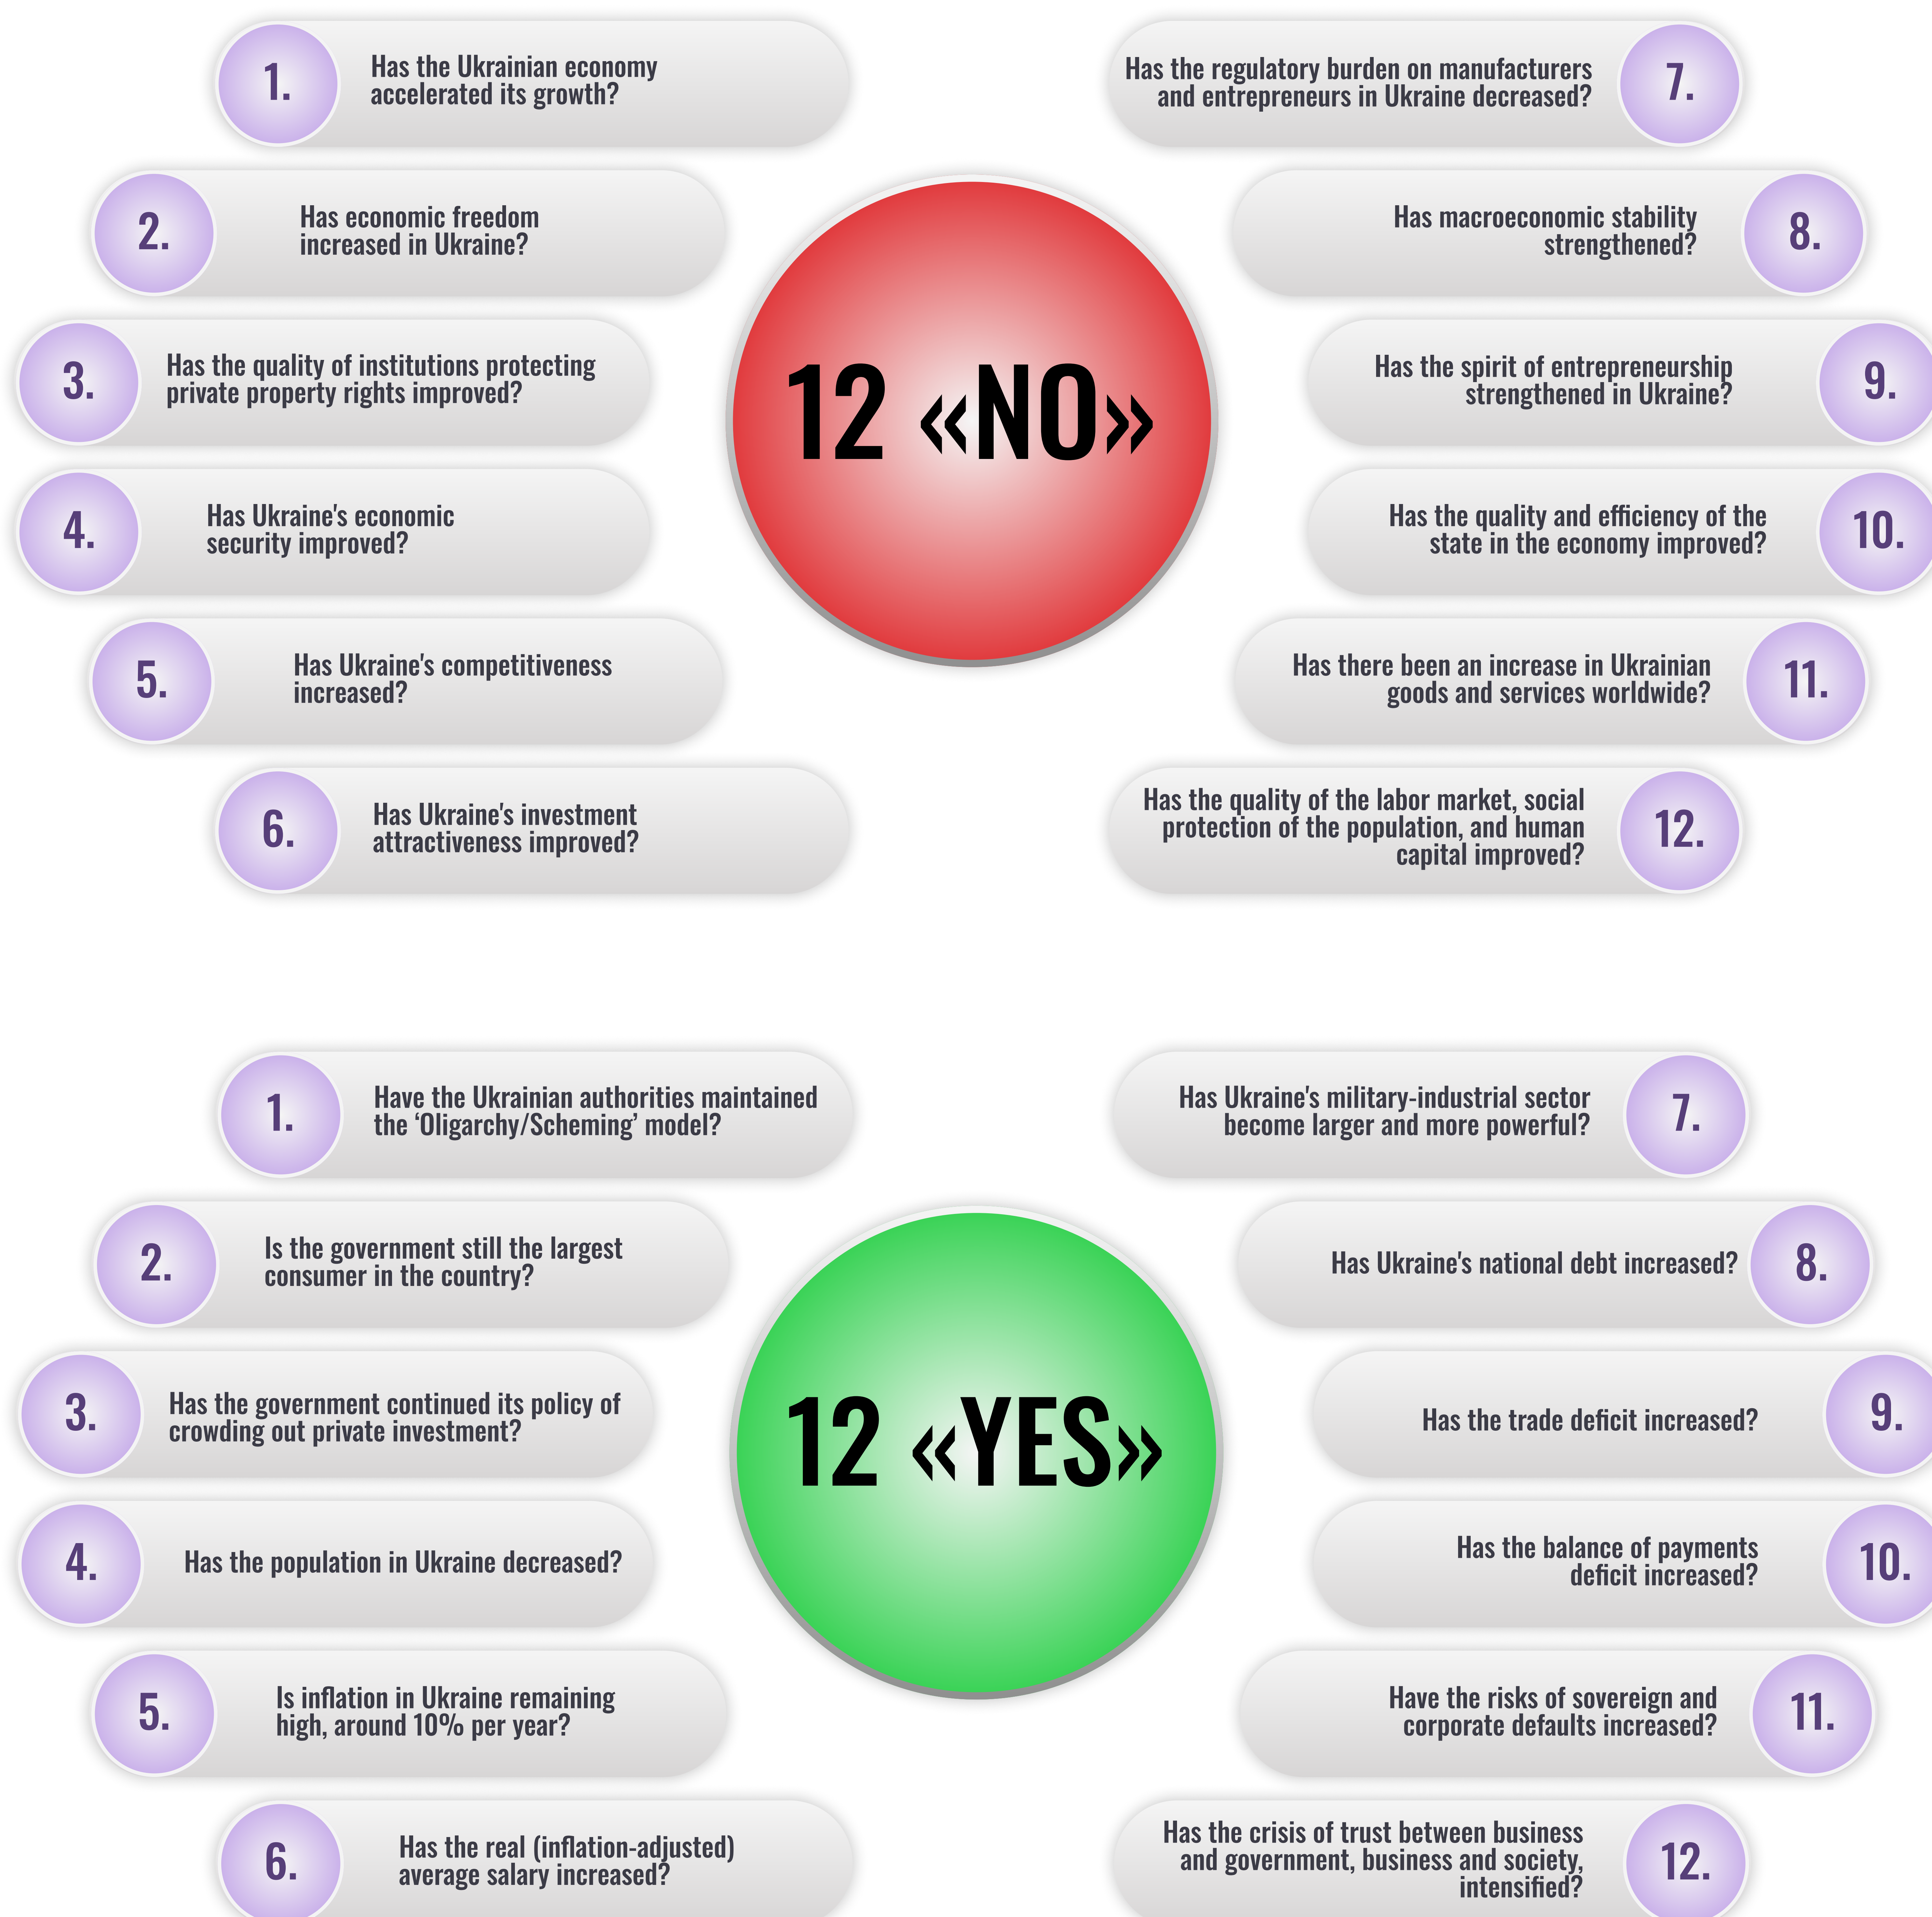 1.
Has the Ukrainian economy
accelerated its growth?
2.
Has economic freedom
increased in Ukraine?
3.
Has the quality of institutions protecting
private property rights improved?
4.
Has Ukraine's economic
security improved?
5.
Has Ukraine's competitiveness
increased?
6.
Has Ukraine's investment
attractiveness improved?
12 «NO»
Has the regulatory burden on manufacturers
and entrepreneurs in Ukraine decreased?
7.
Has macroeconomic stability
strengthened?
8.
Has the spirit of entrepreneurship
strengthened in Ukraine?
9.
Has the quality and efficiency of the
state in the economy improved?
10.
Has there been an increase in Ukrainian
goods and services worldwide?
11.
Has the quality of the labor market, social
protection of the population, and human
capital improved?
12.
1.
Have the Ukrainian authorities maintained
the ‘Oligarchy/Scheming’ model?
2.
Is the government still the largest
consumer in the country?
3.
Has the government continued its policy of
crowding out private investment?
4.
Has the population in Ukraine decreased?
5.
Is inflation in Ukraine remaining
high, around 10% per year?
6.
Has the real (inflation-adjusted)
average salary increased?
12 «YES»
Has Ukraine's military-industrial sector
become larger and more powerful?
7.
Has Ukraine's national debt increased?
8.
Has the trade deficit increased?
9.
Has the balance of payments
deficit increased?
10.
Have the risks of sovereign and
corporate defaults increased?
11.
Has the crisis of trust between business
and government, business and society,
intensified?
12.